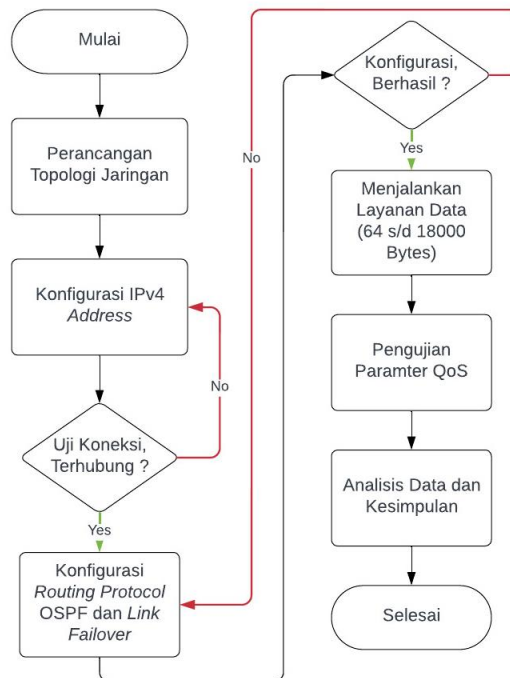 Mulai
Perancangan
Topologi Jaringan
Konfigurasi IPv4
Address
No
Uji Koneksi,
Terhubung ?
Yes
Konfigurasi
Routing Protocol
OSPF dan Link
Failover
No
Konfigurasi,
Berhasil ?
Yes
Menjalankan
Layanan Data
(64 s/d 18000
Bytes)
Pengujian
Paramter QoS
Analisis Data dan
Kesimpulan
Selesai